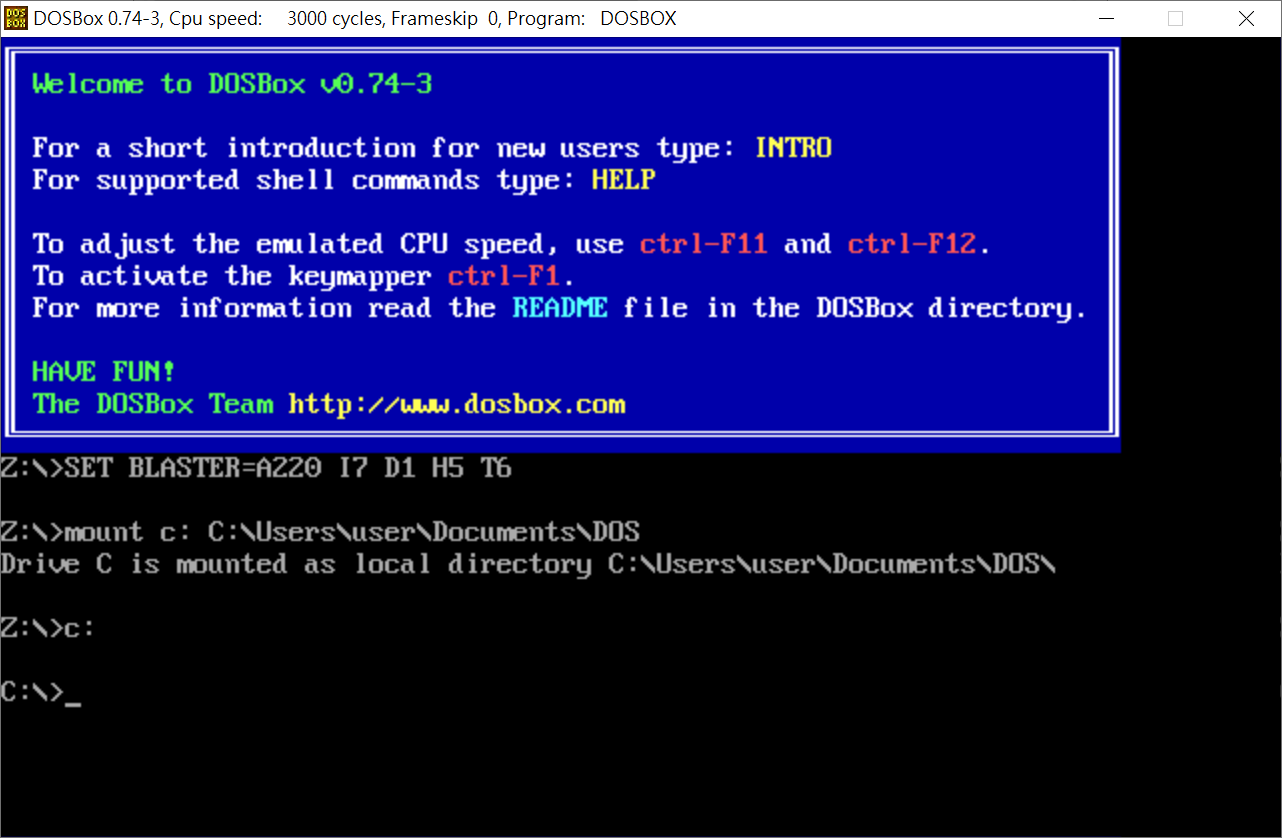 DOS BOX
DOSBox 0.74-3, Cpu speed:    3000 cycles, Frameskip  0, Program:   DOSBOX
Welcome to DOSBox v0.74-3
For a short introduction for new users type: INTRO
For supported shell commands type: HELP
To adjust the emulated CPU speed, use ctrl-F11 and ctrl-F12.
To activate the keymapper ctrl-F1.
For more information read the README file in the DOSBox directory.
HAVE FUN!
The DOSBox Team http://www.dosbox.com
Z:\>SET BLASTER=A220 I7 D1 H5 T6
Z:\>mount c: C:\Users\user\Documents\DOS
Drive C is mounted as local directory C:\Users\user\Documents\DOS\
Z:\>c:
C:\>_